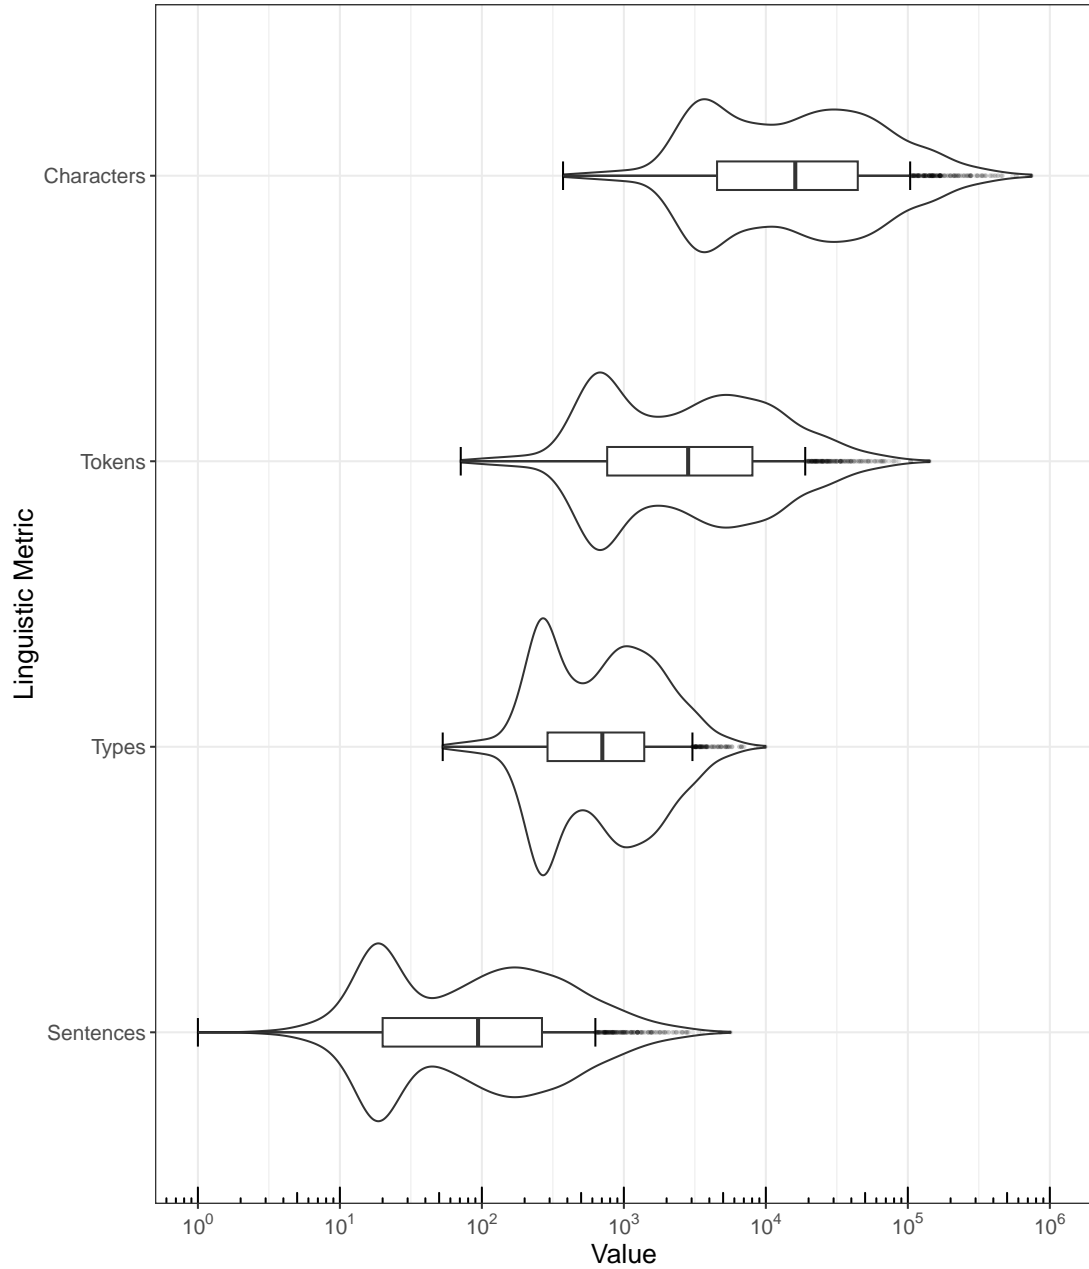 Characters
Tokens
Types
Sentences
Linguistic Metric
10⁰ 10¹ 10² 10³ 10⁴ 10⁵ 10⁶
Value